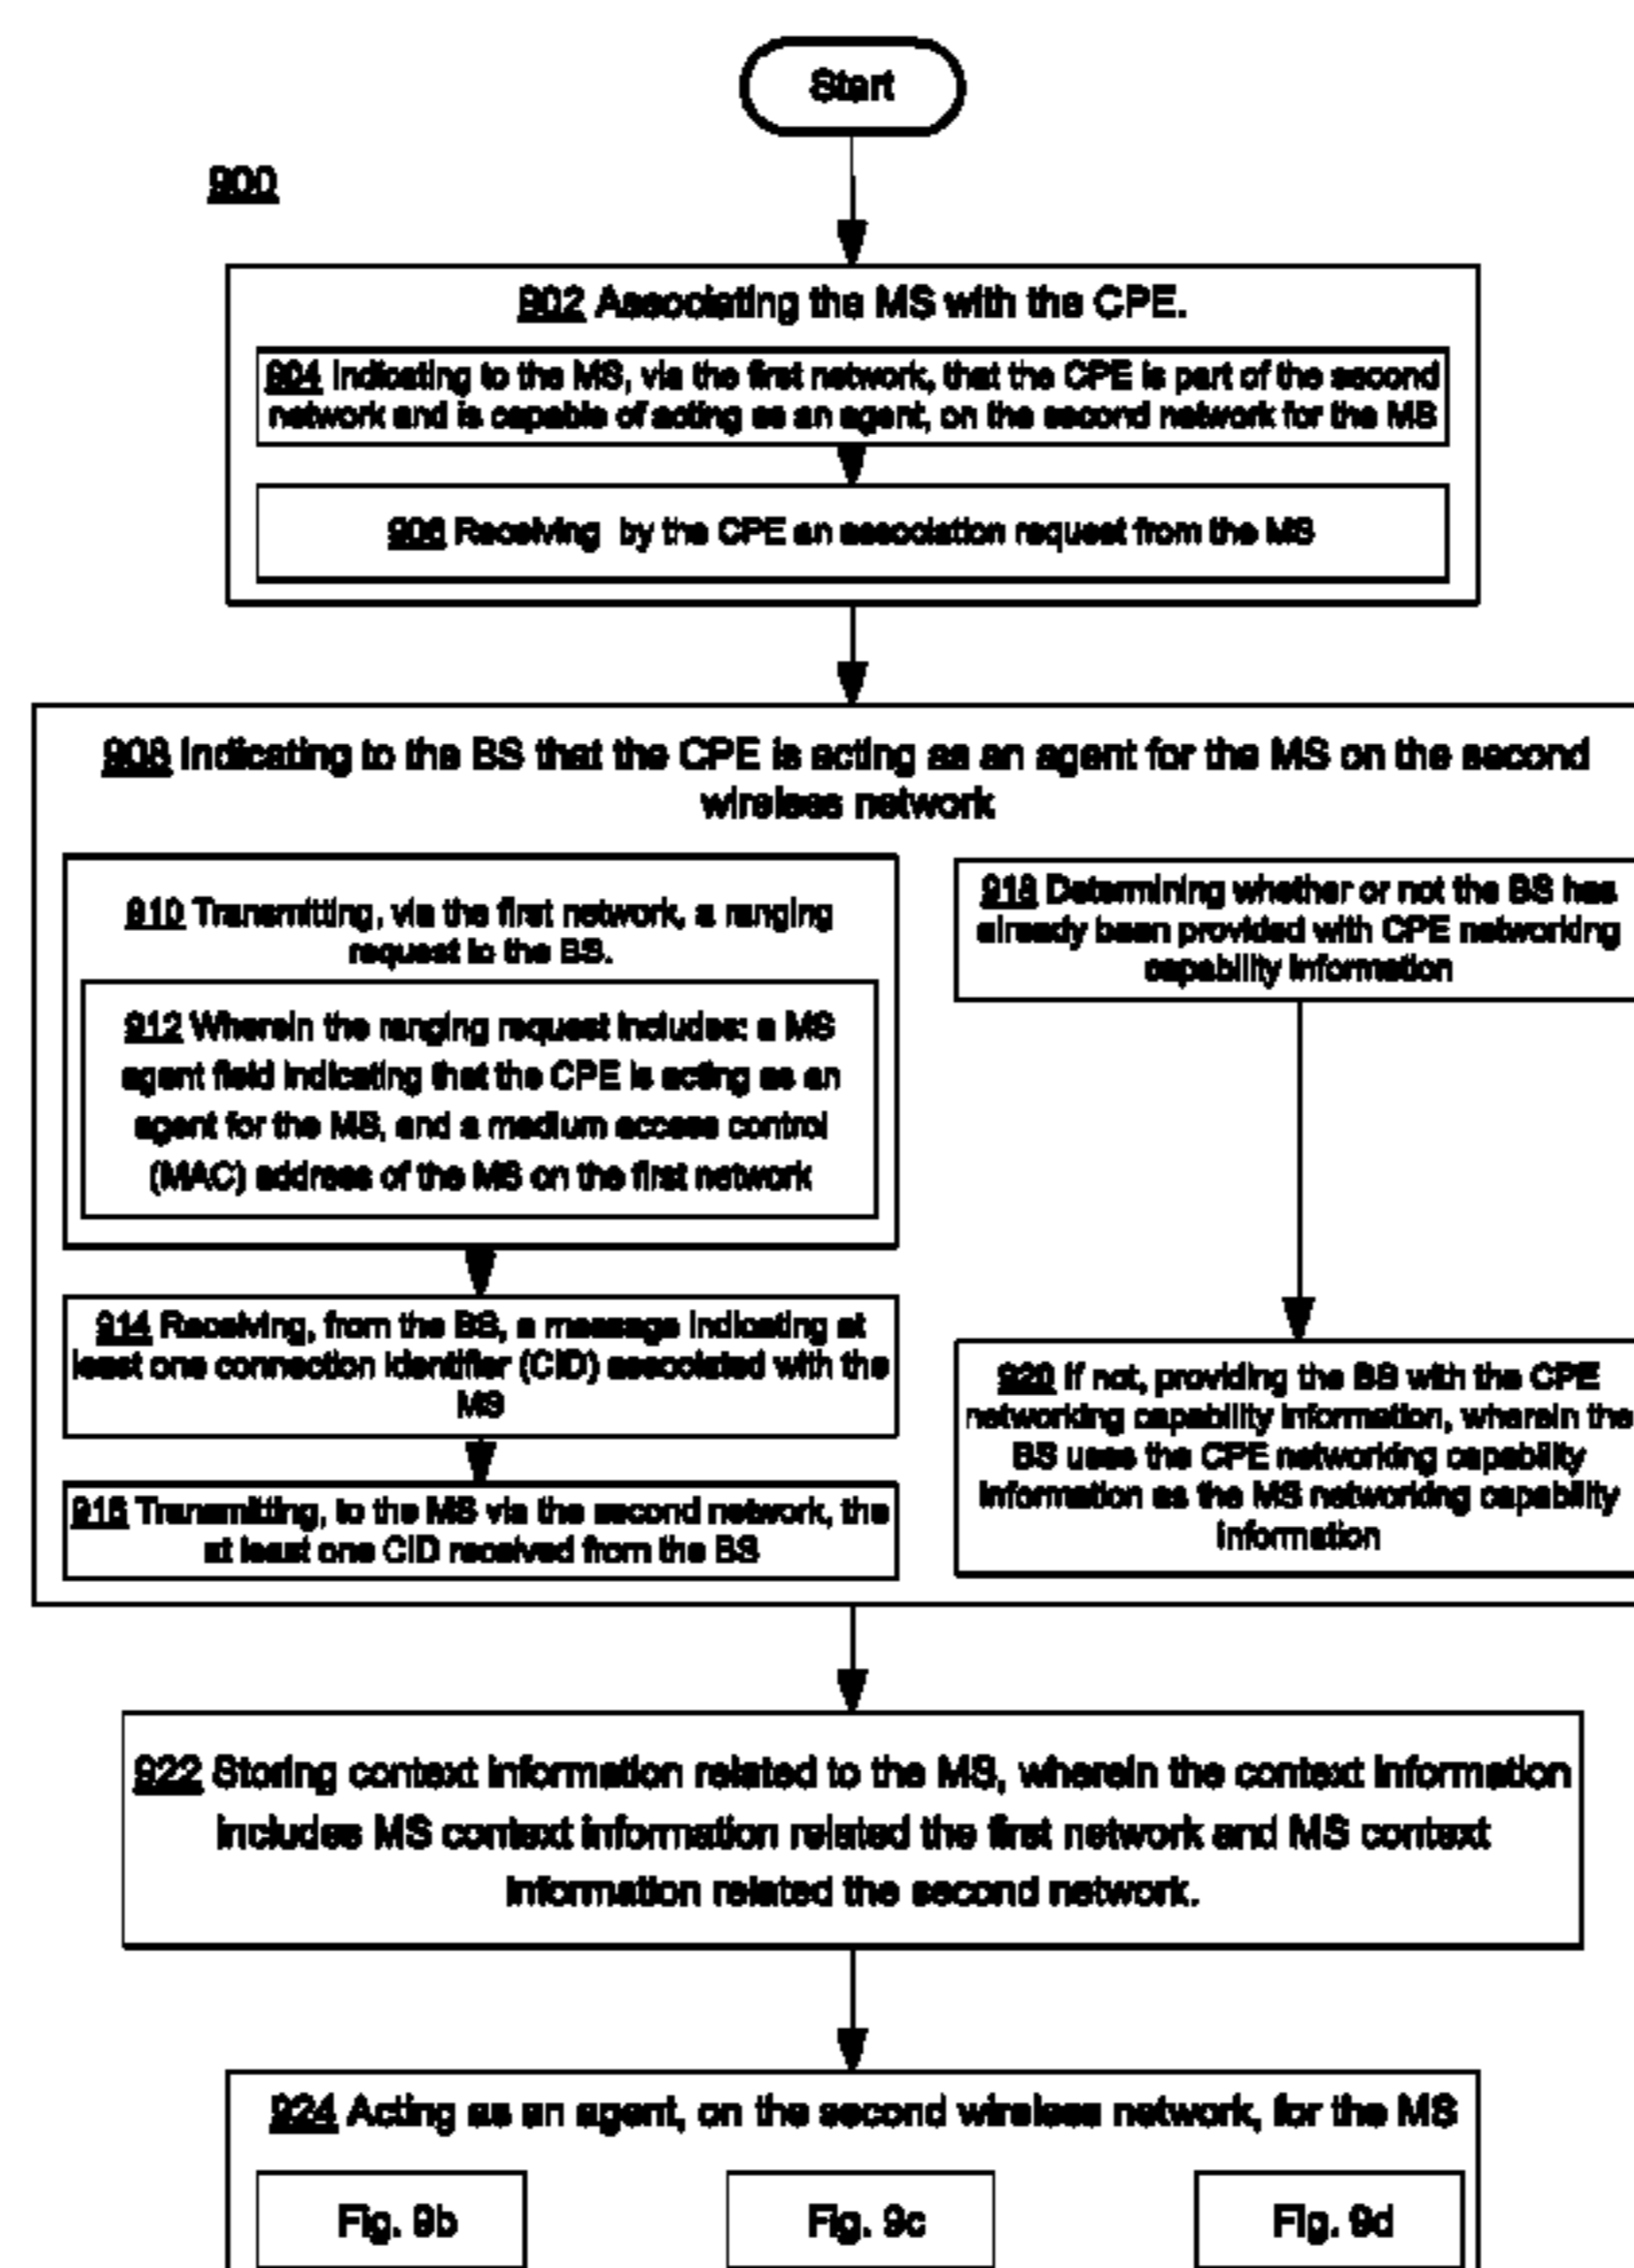 Start
900
902 Associating the MS with the CPE.
904 Indicating to the MS, via the first network, that the CPE is part of the second
network and is capable of acting as an agent, on the second network for the MS
906 Receiving by the CPE an association request from the MS
908 Indicating to the BS that the CPE is acting as an agent for the MS on the second
wireless network
910 Transmitting, via the first network, a ranging
request to the BS.
912 Wherein the ranging request includes: a MS
agent field indicating that the CPE is acting as an
agent for the MS, and a medium access control
(MAC) address of the MS on the first network
914 Receiving, from the BS, a message indicating at
least one connection identifier (CID) associated with the
MS
916 Transmitting, to the MS via the second network, the
at least one CID received from the BS
918 Determining whether or not the BS has
already been provided with CPE networking
capability information
920 If not, providing the BS with the CPE
networking capability information, wherein the
BS uses the CPE networking capability
information as the MS networking capability
information
922 Storing context information related to the MS, wherein the context information
includes MS context information related the first network and MS context
information related the second network.
924 Acting as an agent, on the second wireless network, for the MS
Fig. 9b
Fig. 9c
Fig. 9d